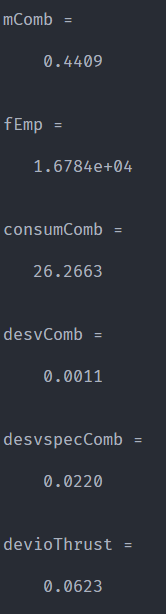 mComb =
0.4409
fEmp =
1.6784e+04
consumComb =
26.2663
desvComb =
0.0011
desvspecComb =
0.0220
devioThrust =
0.0623